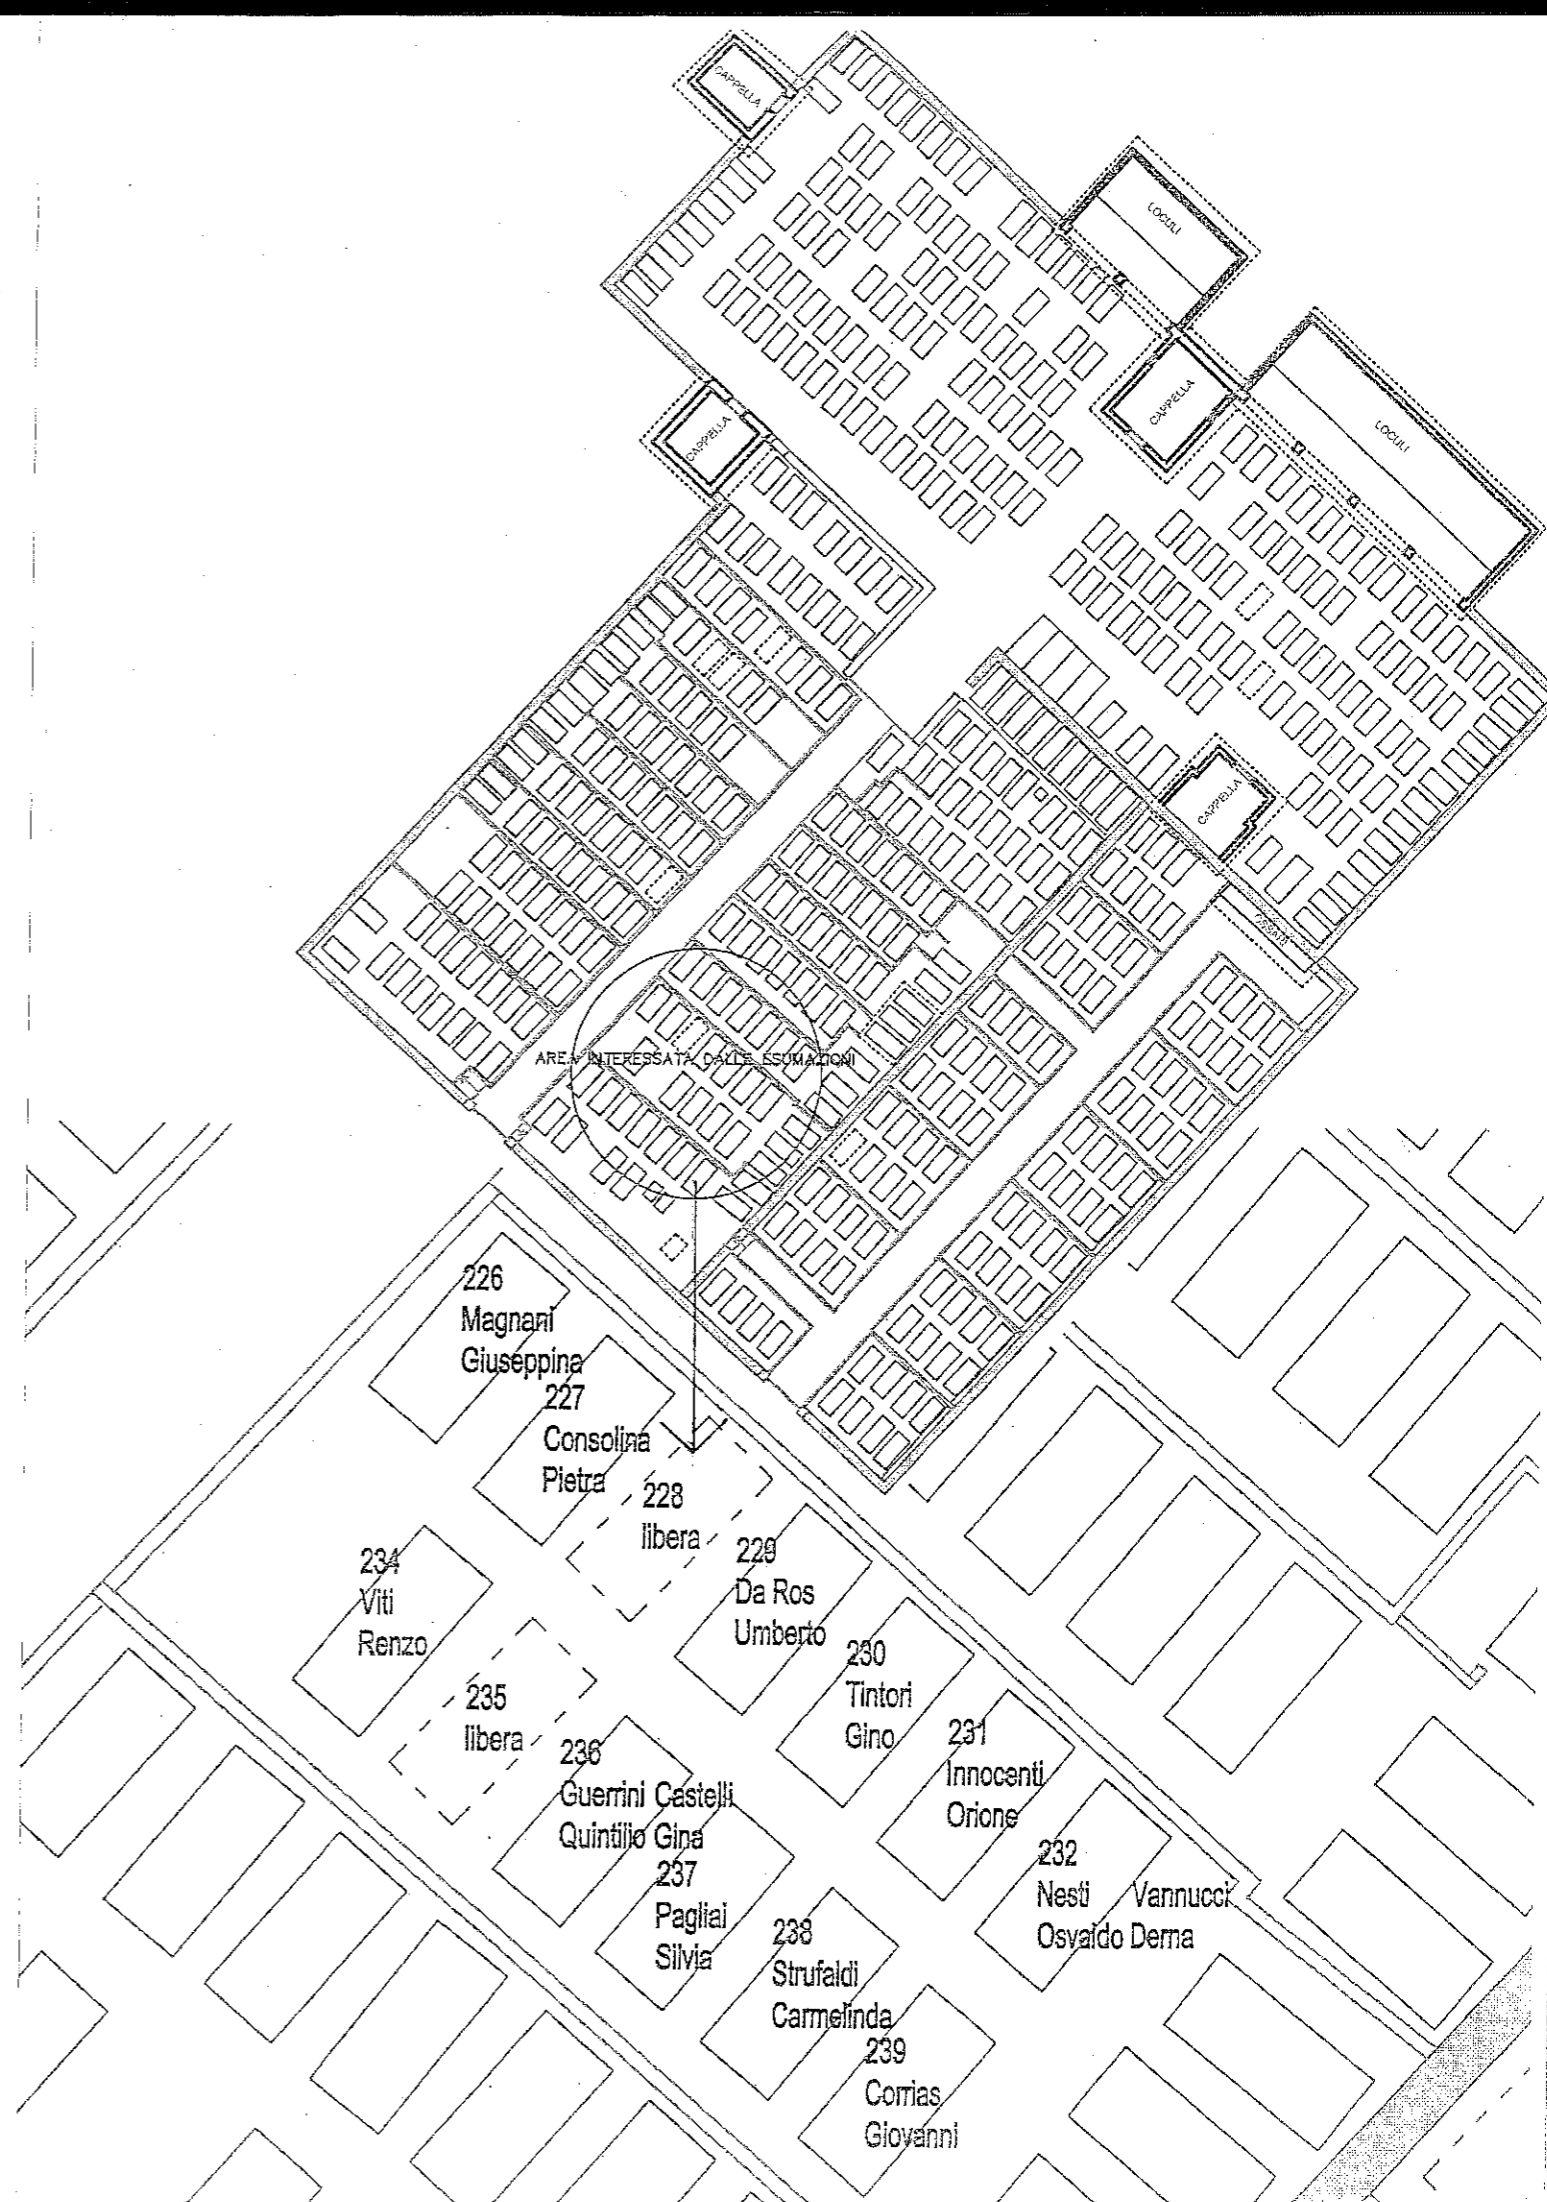 CAPPELLA
LOCULI
CAPPELLA
LOCULI
CAPPELLA
CAPPELLA
AREA INTERESSATA DALLE ESUMAZIONI
226
Magnani
Giuseppina
227
Consolina
Pietra
228
libera
229
Da Ros
Umberto
230
Tintori
Gino
231
Innocenti
Orione
232
Nesti Vannucci
Osvaldo Derna
234
Viti
Renzo
235
libera
236
Guerrini Castelli
Quintilio Gina
237
Pagliai
Silvia
238
Strufaldi
Carmelinda
239
Corrias
Giovanni